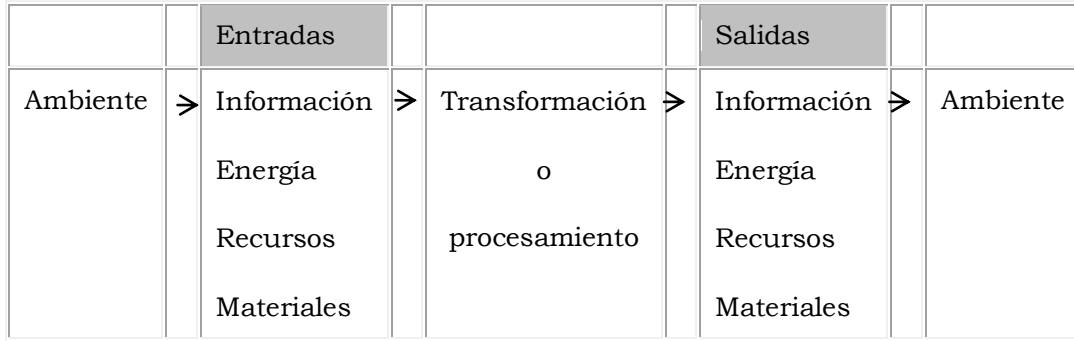 Entradas Salidas
Ambiente Información Transformación Información Ambiente
Energía o Energía
Recursos procesamiento Recursos
Materiales Materiales